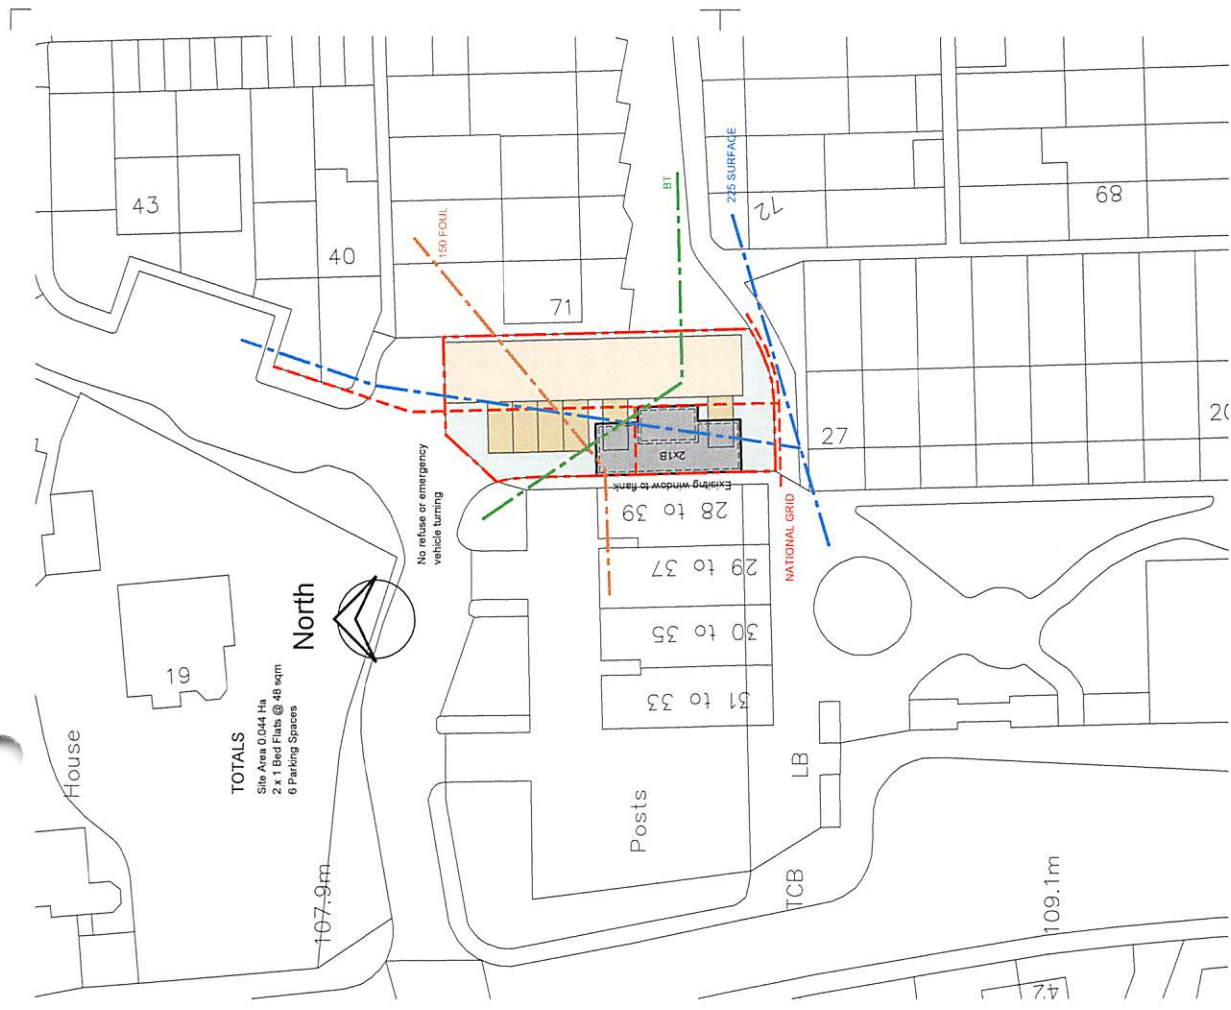 43
40
71
72
68
150 FOUL
BT
225 SURFACE
27
20
No refuse or emergency
vehicle turning
2x1B
Exisitng window to flank
28 to 39
29 to 37
30 to 35
31 to 33
NATIONAL GRID
North
19
TOTALS
Site Area 0.044 Ha
2 x 1 Bed Flats @ 48 sqm
6 Parking Spaces
House
Posts
LB
TCB
107.9m
109.1m
42